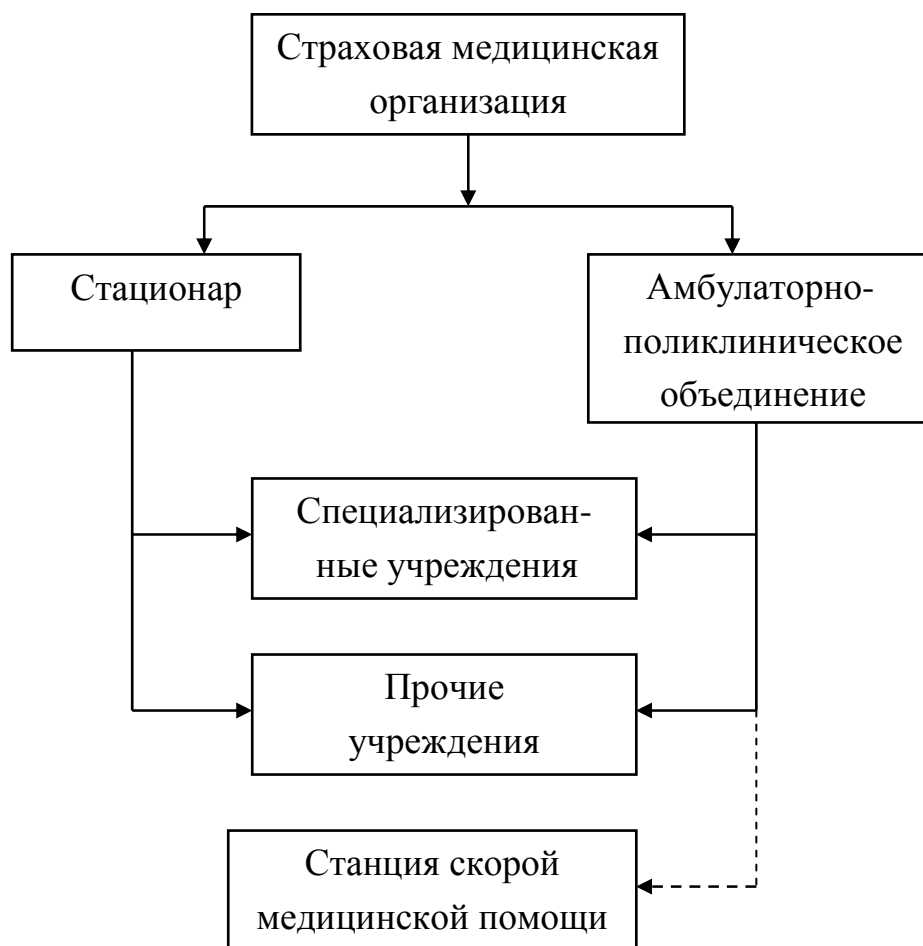 Страховая медицинская
организация
Стационар
Амбулаторно-
поликлиническое
объединение
Специализирован-
ные учреждения
Прочие
учреждения
Станция скорой
медицинской помощи